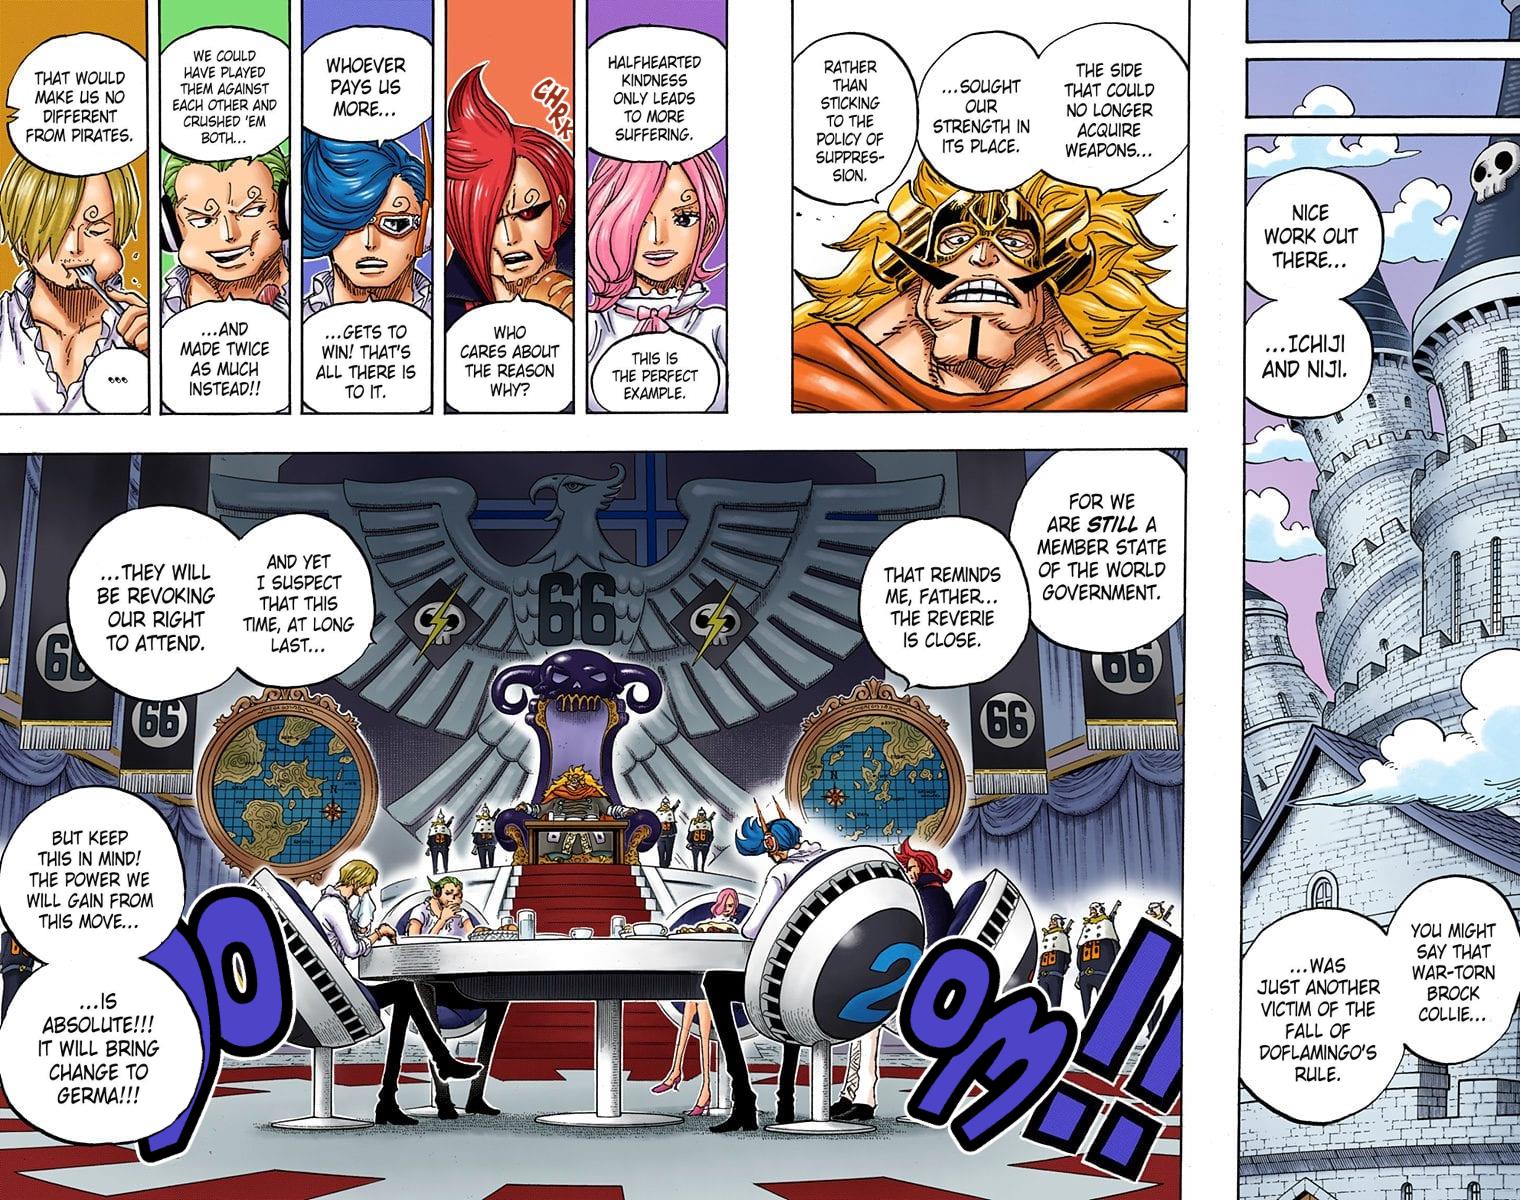 NICE
WORK OUT
THERE...
...ICHIJI
AND NIJI.
YOU MIGHT
SAY THAT
WAR-TORN
BROCK
COLLIE...
...WAS
JUST ANOTHER
VICTIM OF THE
FALL OF
DOFLAMINGO'S
RULE.
THE SIDE
THAT COULD
NO LONGER
ACQUIRE
WEAPONS...
...SOUGHT
OUR
STRENGTH IN
ITS PLACE.
RATHER
THAN
STICKING
TO THE
POLICY OF
SUPPRES-
SION.
HALFHEARTED
KINDNESS
ONLY LEADS
TO MORE
SUFFERING.
THIS IS
THE PERFECT
EXAMPLE.
CHRK
WHO
CARES ABOUT
THE REASON
WHY?
WHOEVER
PAYS US
MORE...
...GETS TO
WIN! THAT'S
ALL THERE IS
TO IT.
WE COULD
HAVE PLAYED
THEM AGAINST
EACH OTHER AND
CRUSHED 'EM
BOTH...
...AND
MADE TWICE
AS MUCH
INSTEAD!!
THAT WOULD
MAKE US NO
DIFFERENT
FROM PIRATES.
...
FOR WE
ARE STILL A
MEMBER STATE
OF THE WORLD
GOVERNMENT.
THAT REMINDS
ME, FATHER...
THE REVERIE
IS CLOSE.
AND YET
I SUSPECT
THAT THIS
TIME, AT LONG
LAST...
...THEY WILL
BE REVOKING
OUR RIGHT
TO ATTEND.
66
66
66
66
66
N
N
66
66
2
BUT KEEP
THIS IN MIND!
THE POWER WE
WILL GAIN FROM
THIS MOVE...
...IS
ABSOLUTE!!!
IT WILL BRING
CHANGE TO
GERMA!!!
DOOM!!